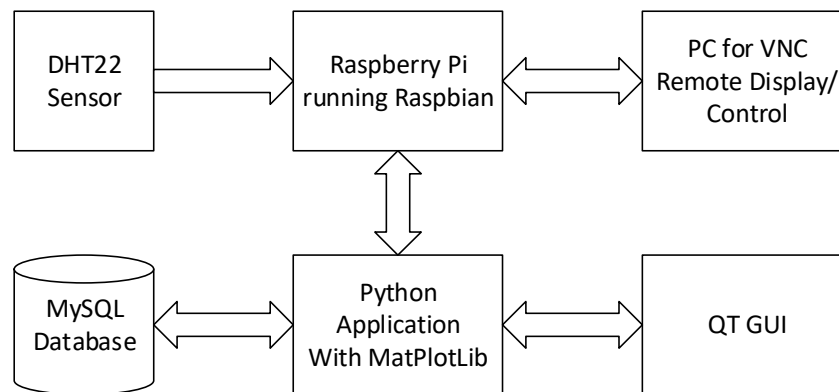 DHT22
Sensor
Raspberry Pi
running Raspbian
PC for VNC
Remote Display/
Control
MySQL
Database
Python
Application
With MatPlotLib
QT GUI